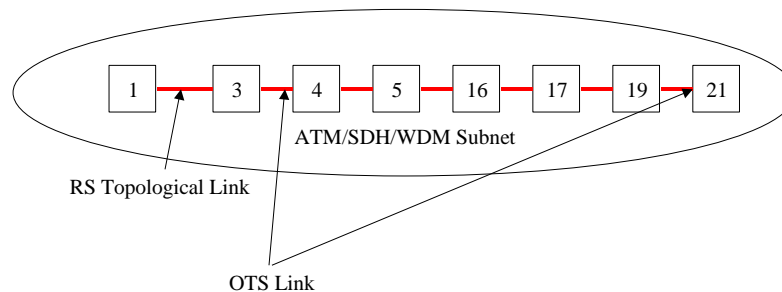 1 3 4 5 16 17 19 21
ATM/SDH/WDM Subnet
RS Topological Link
OTS Link